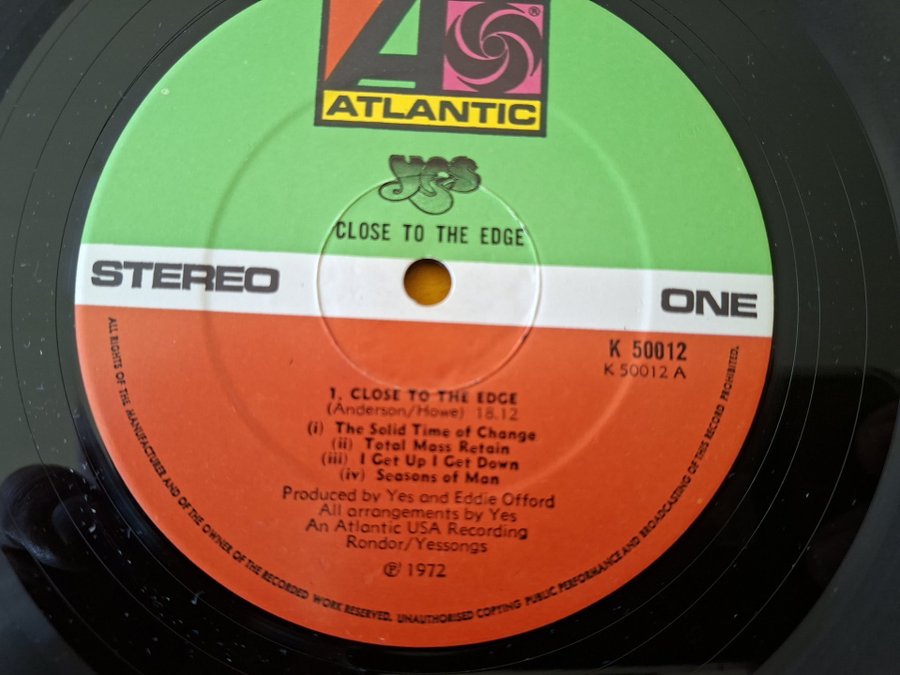 A
®
ATLANTIC
yes
CLOSE TO THE EDGE
STEREO
ONE
K 50012
K 50012 A
1. CLOSE TO THE EDGE
(Anderson/Howe) 18.12
(i) The Solid Time of Change
(ii) Total Mass Retain
(iii) I Get Up I Get Down
(iv) Seasons of Man
Produced by Yes and Eddie Offord
All arrangements by Yes
An Atlantic USA Recording
Rondor/Yessongs
℗ 1972
ALL RIGHTS OF THE MANUFACTURER AND OF THE OWNER OF THE RECORDED WORK RESERVED. UNAUTHORISED COPYING PUBLIC PERFORMANCE AND BROADCASTING OF THIS RECORD PROHIBITED.